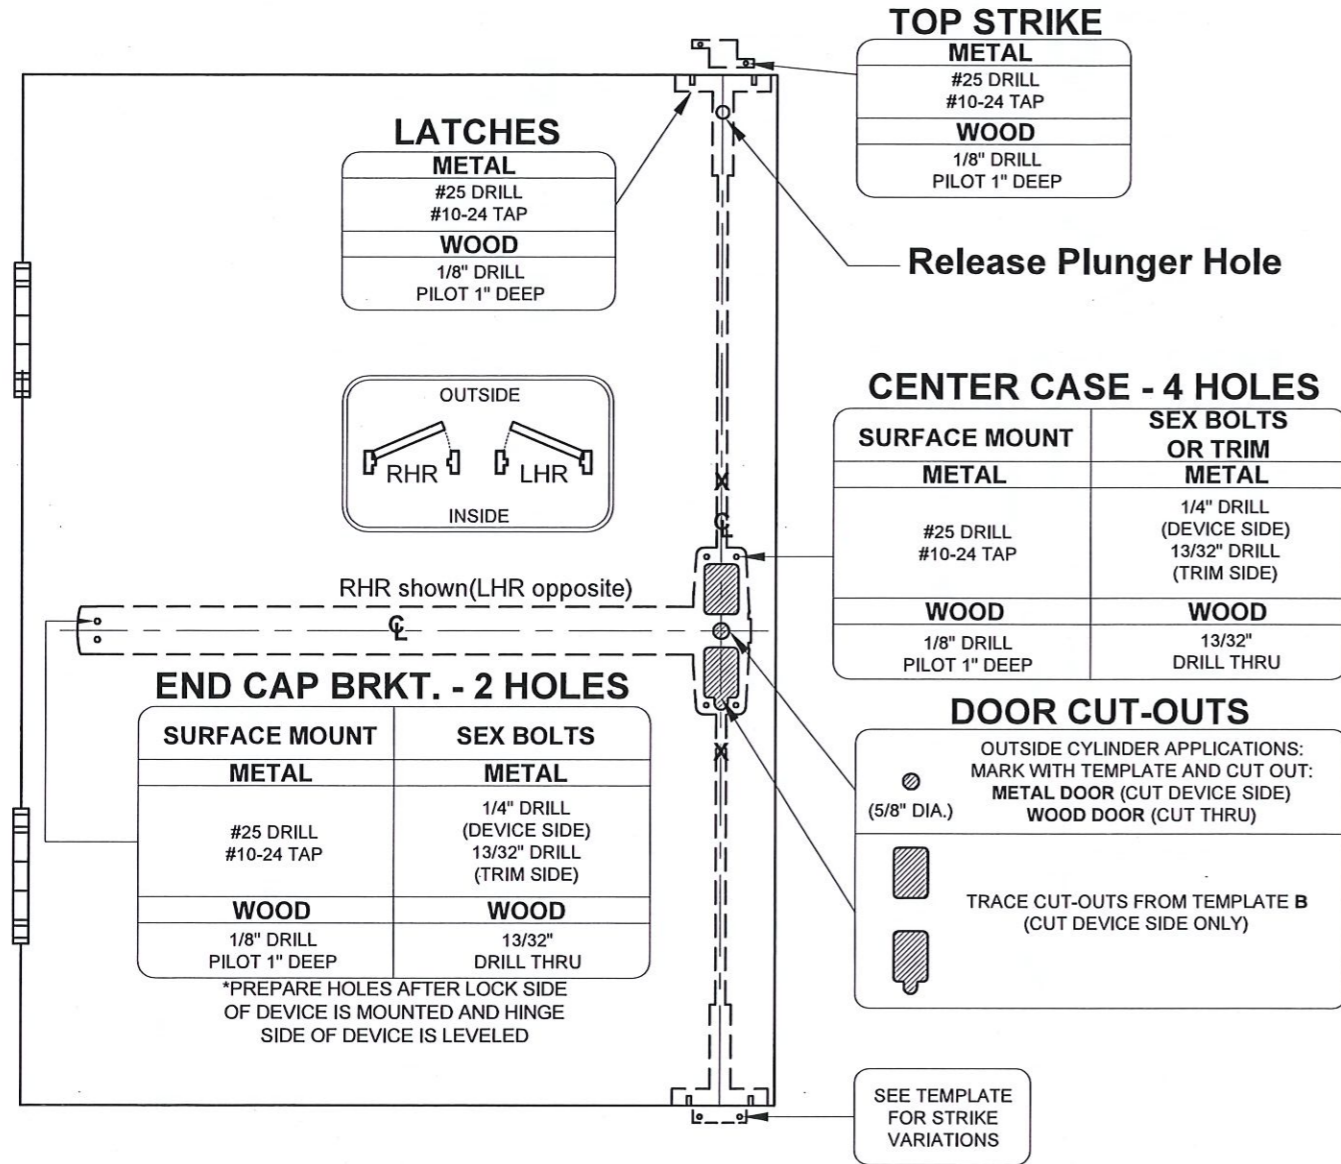 TOP STRIKE
METAL
#25 DRILL
#10-24 TAP
WOOD
1/8" DRILL
PILOT 1" DEEP
LATCHES
METAL
#25 DRILL
#10-24 TAP
WOOD
1/8" DRILL
PILOT 1" DEEP
Release Plunger Hole
OUTSIDE
RHR LHR
INSIDE
CENTER CASE - 4 HOLES
SURFACE MOUNT
METAL
#25 DRILL
#10-24 TAP
WOOD
1/8" DRILL
PILOT 1" DEEP
SEX BOLTS
OR TRIM
METAL
1/4" DRILL
(DEVICE SIDE)
13/32" DRILL
(TRIM SIDE)
WOOD
13/32"
DRILL THRU
X
℄
RHR shown(LHR opposite)
℄
X
END CAP BRKT. - 2 HOLES
SURFACE MOUNT
METAL
#25 DRILL
#10-24 TAP
WOOD
1/8" DRILL
PILOT 1" DEEP
SEX BOLTS
METAL
1/4" DRILL
(DEVICE SIDE)
13/32" DRILL
(TRIM SIDE)
WOOD
13/32"
DRILL THRU
*PREPARE HOLES AFTER LOCK SIDE
OF DEVICE IS MOUNTED AND HINGE
SIDE OF DEVICE IS LEVELED
DOOR CUT-OUTS
(5/8" DIA.)
OUTSIDE CYLINDER APPLICATIONS:
MARK WITH TEMPLATE AND CUT OUT:
METAL DOOR (CUT DEVICE SIDE)
WOOD DOOR (CUT THRU)
TRACE CUT-OUTS FROM TEMPLATE B
(CUT DEVICE SIDE ONLY)
SEE TEMPLATE
FOR STRIKE
VARIATIONS